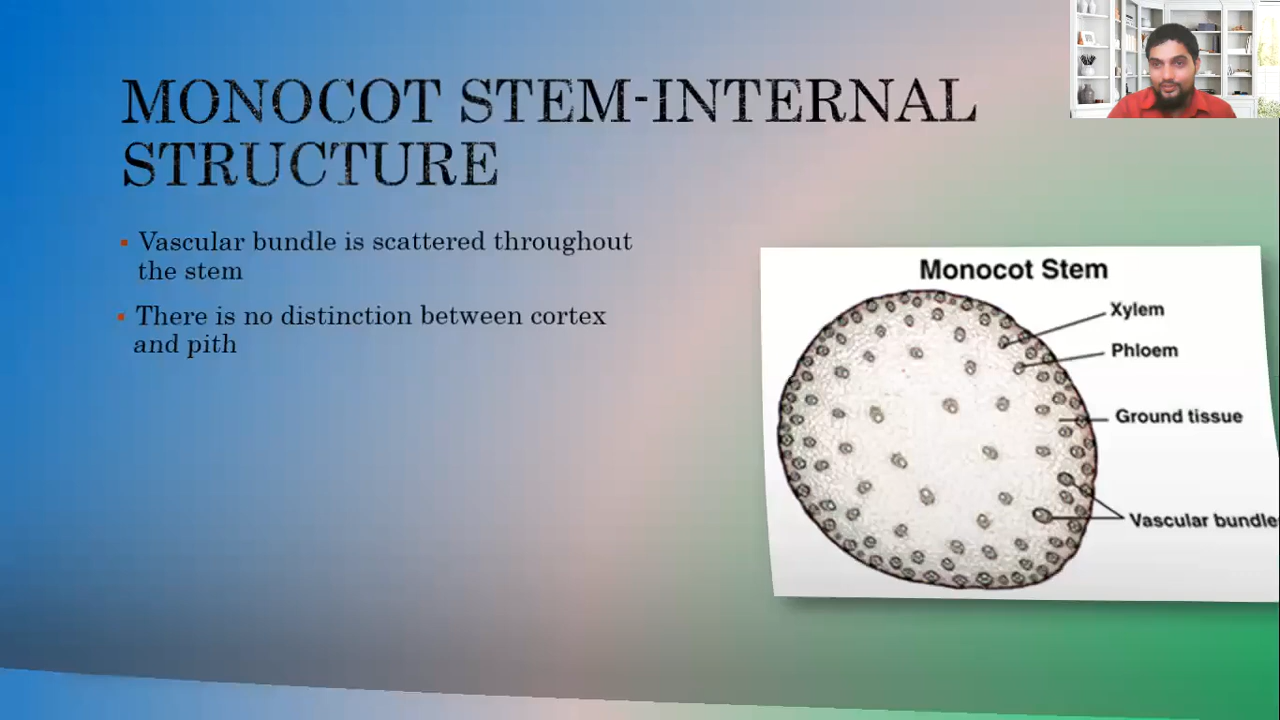 MONOCOT STEM-INTERNAL
STRUCTURE
▪ Vascular bundle is scattered throughout
the stem
▪ There is no distinction between cortex
and pith
Monocot Stem
Xylem
Phloem
Ground tissue
Vascular bundle